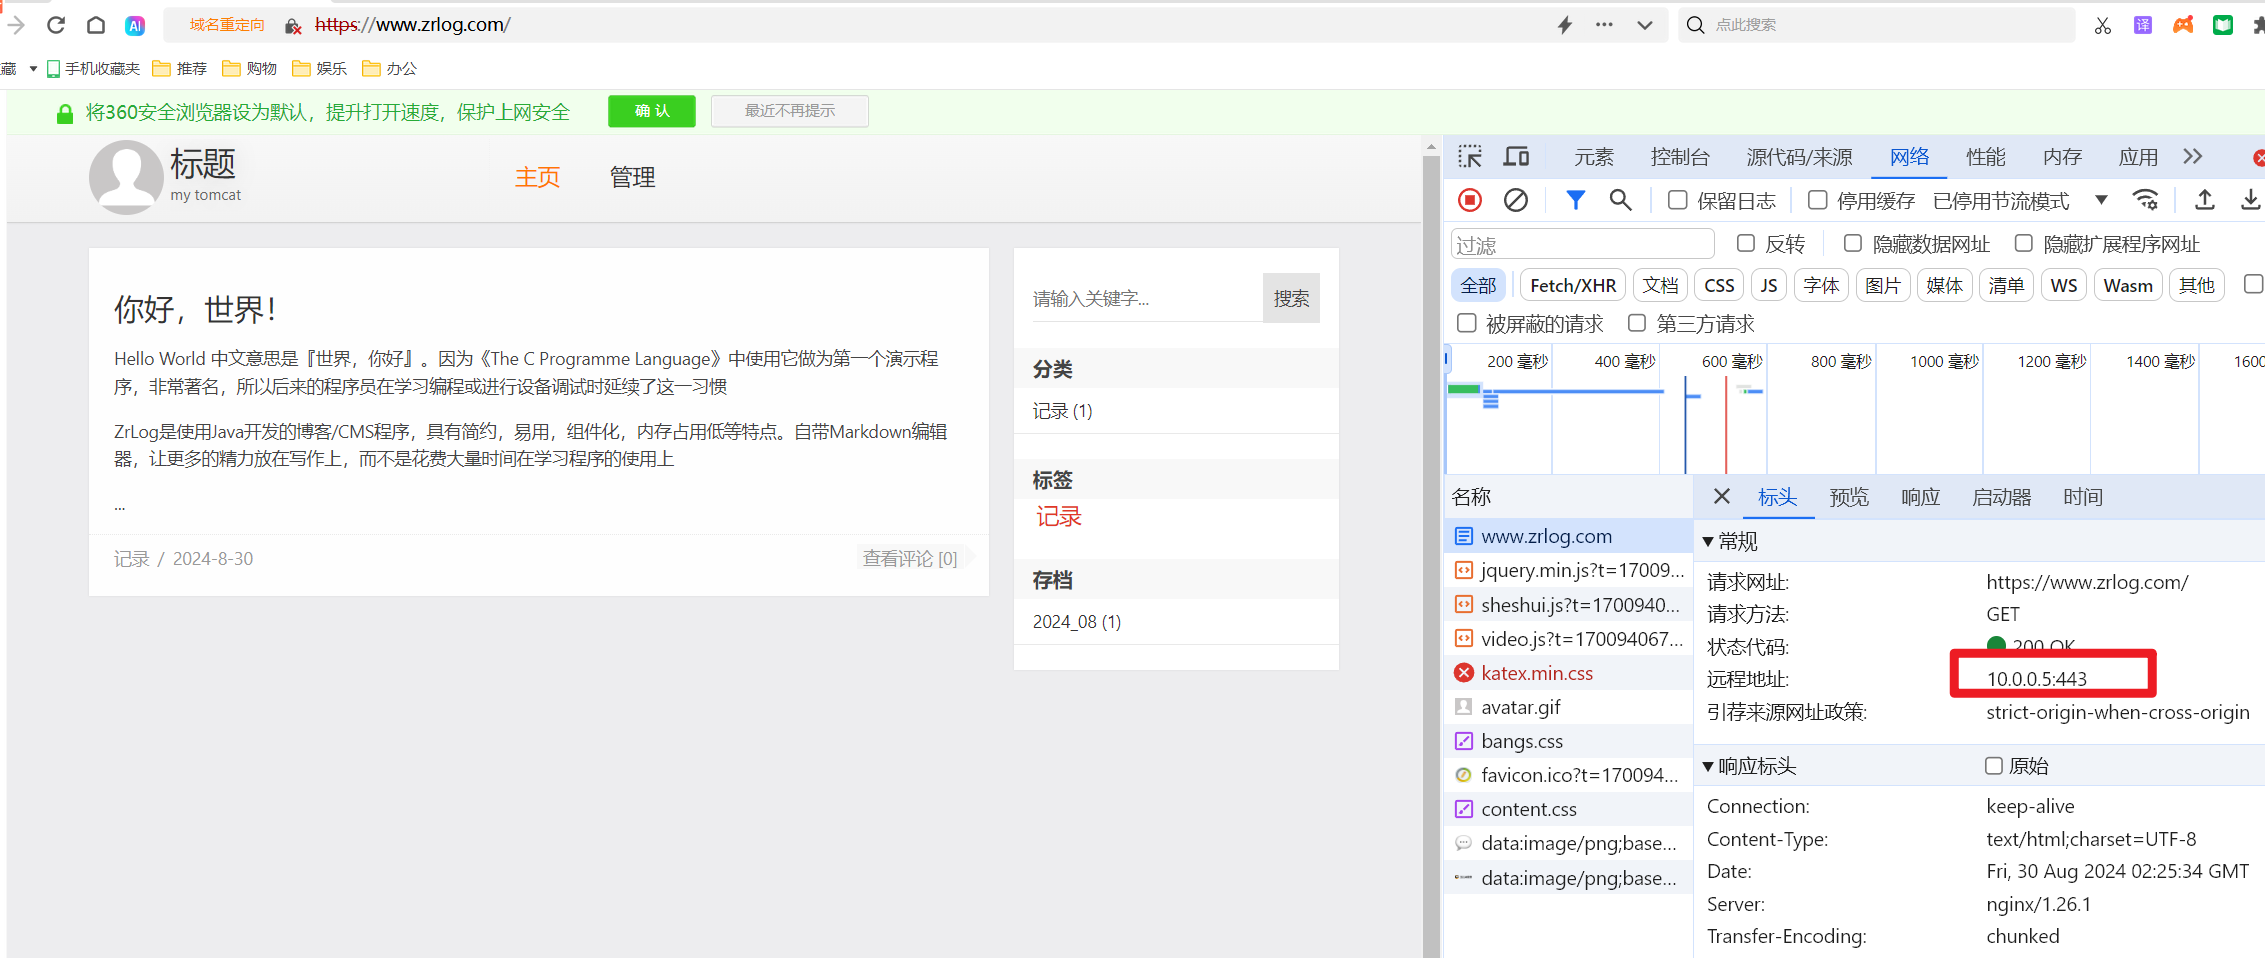 AI 域名重定向 https://www.zrlog.com/ 点此搜索 译
藏 手机收藏夹 推荐 购物 娱乐 办公
将360安全浏览器设为默认，提升打开速度，保护上网安全 确 认 最近不再提示
标题
my tomcat
主页 管理
你好，世界！
Hello World 中文意思是『世界，你好』。因为《The C Programme Language》中使用它做为第一个演示程
序，非常著名，所以后来的程序员在学习编程或进行设备调试时延续了这一习惯
ZrLog是使用Java开发的博客/CMS程序，具有简约，易用，组件化，内存占用低等特点。自带Markdown编辑
器，让更多的精力放在写作上，而不是花费大量时间在学习程序的使用上
...
记录 / 2024-8-30 查看评论 [0]
请输入关键字... 搜索
分类
记录 (1)
标签
记录
存档
2024_08 (1)
元素 控制台 源代码/来源 网络 性能 内存 应用
保留日志 停用缓存 已停用节流模式
过滤 反转 隐藏数据网址 隐藏扩展程序网址
全部 Fetch/XHR 文档 CSS JS 字体 图片 媒体 清单 WS Wasm 其他
被屏蔽的请求 第三方请求
200 毫秒 400 毫秒 600 毫秒 800 毫秒 1000 毫秒 1200 毫秒 1400 毫秒 1600
名称
www.zrlog.com
jquery.min.js?t=17009...
sheshui.js?t=1700940...
video.js?t=170094067...
katex.min.css
avatar.gif
bangs.css
favicon.ico?t=170094...
content.css
data:image/png;base...
data:image/png;base...
标头 预览 响应 启动器 时间
常规
请求网址: https://www.zrlog.com/
请求方法: GET
状态代码: 200 OK
远程地址: 10.0.0.5:443
引荐来源网址政策: strict-origin-when-cross-origin
响应标头 原始
Connection: keep-alive
Content-Type: text/html;charset=UTF-8
Date: Fri, 30 Aug 2024 02:25:34 GMT
Server: nginx/1.26.1
Transfer-Encoding: chunked